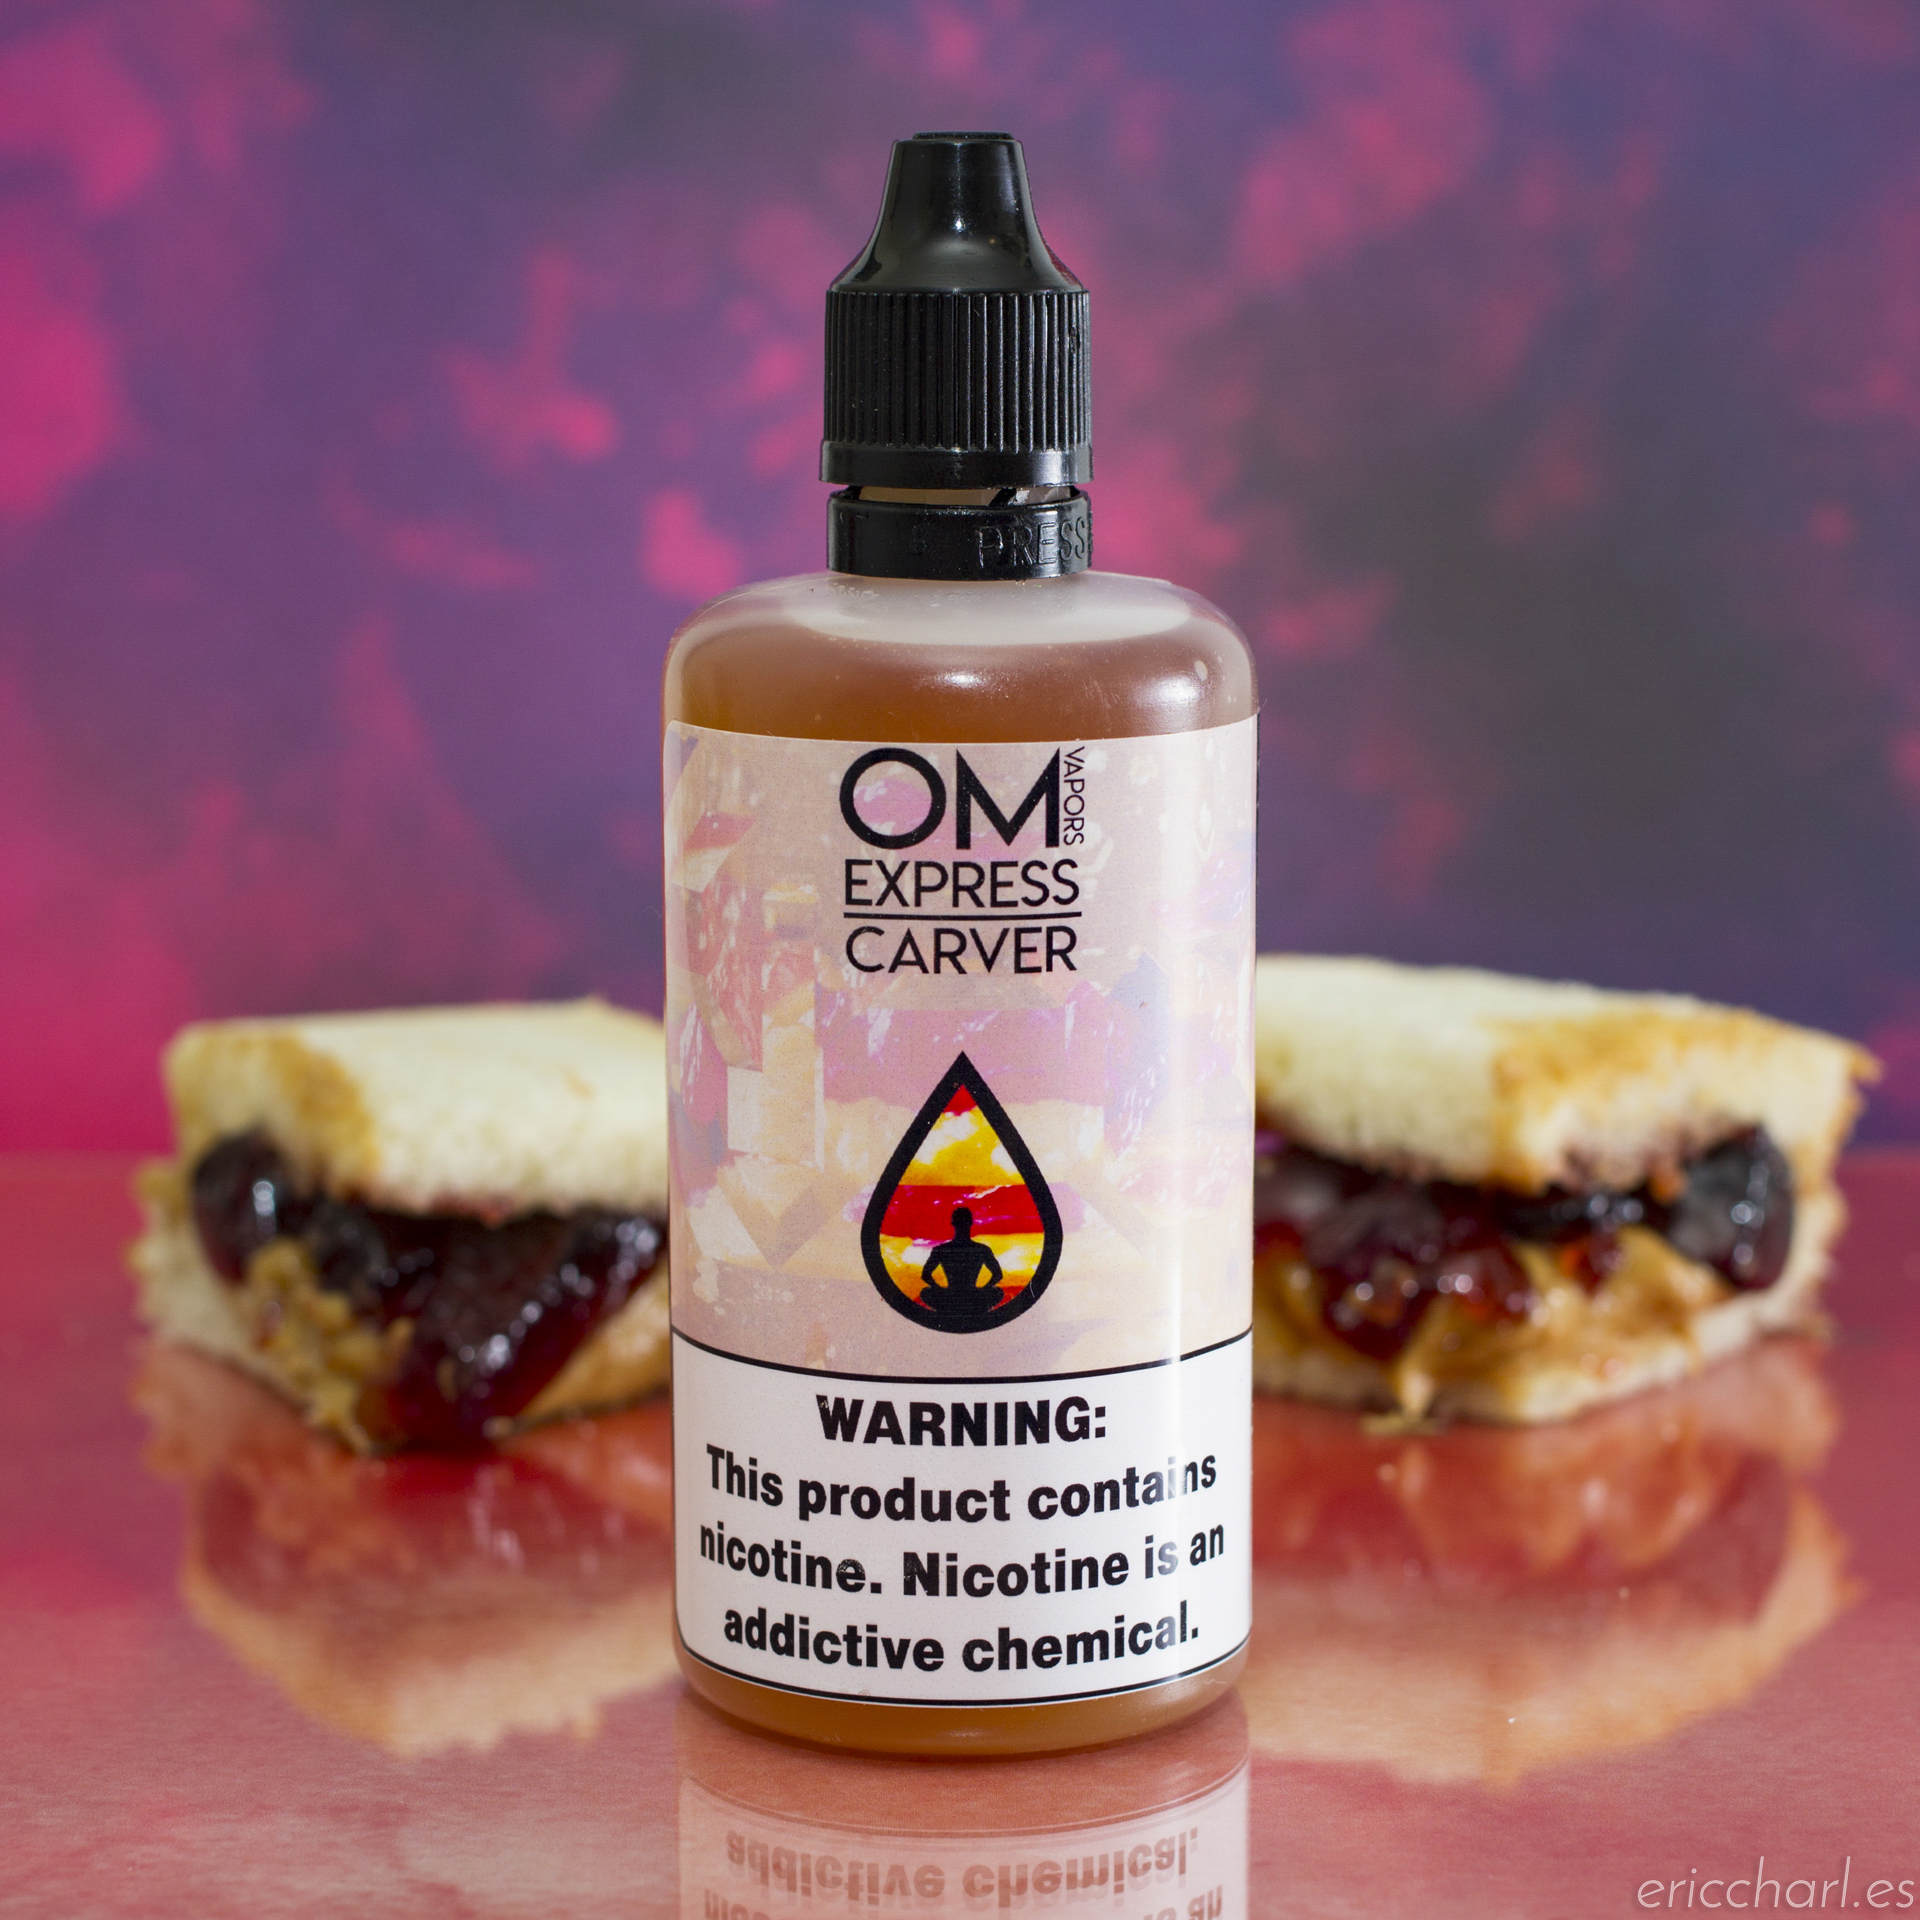 PRESS
OM
VAPORS
EXPRESS
CARVER
WARNING:
This product contains
nicotine. Nicotine is an
addictive chemical.
ericcharl.es